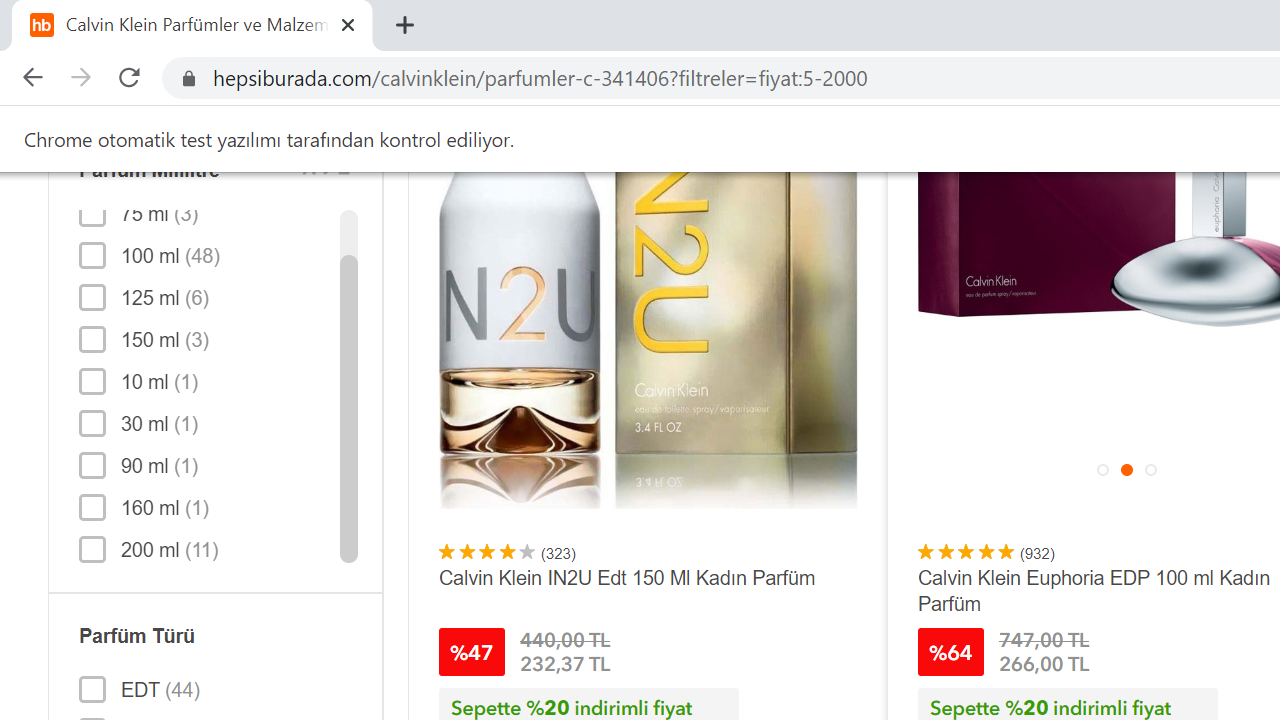 hb Calvin Klein Parfümler ve Malzem
hepsiburada.com/calvinklein/parfumler-c-341406?filtreler=fiyat:5-2000
Chrome otomatik test yazılımı tarafından kontrol ediliyor.
Parfüm Mililitre
75 ml (3)
100 ml (48)
125 ml (6)
150 ml (3)
10 ml (1)
30 ml (1)
90 ml (1)
160 ml (1)
200 ml (11)
Parfüm Türü
EDT (44)
N2U
N2U
Calvin Klein
eau de toilette spray/vaporisateur
3.4 FL OZ
(323)
Calvin Klein IN2U Edt 150 Ml Kadın Parfüm
%47
440,00 TL
232,37 TL
Sepette %20 indirimli fiyat
euphoria
Calvin Klein
eau de parfum spray/vaporisateur
(932)
Calvin Klein Euphoria EDP 100 ml Kadın
Parfüm
%64
747,00 TL
266,00 TL
Sepette %20 indirimli fiyat